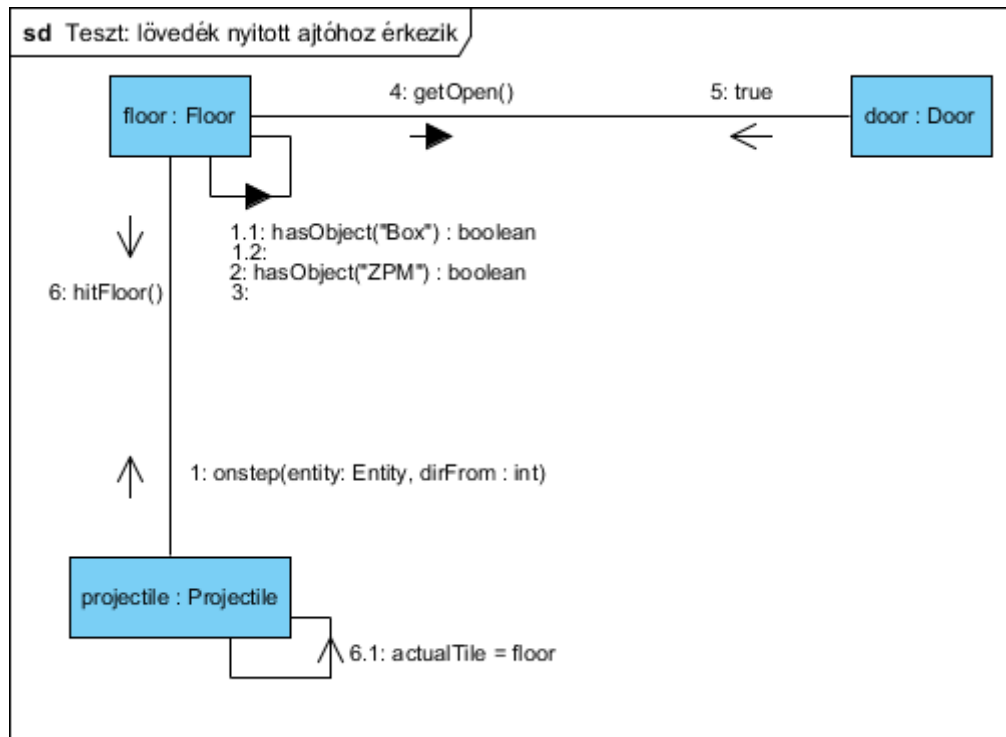 sd Teszt: lövedék nyitott ajtóhoz érkezik
4: getOpen()
5: true
floor : Floor
door : Door
1.1: hasObject("Box") : boolean
1.2:
2: hasObject("ZPM") : boolean
3:
6: hitFloor()
1: onstep(entity: Entity, dirFrom : int)
projectile : Projectile
6.1: actualTile = floor